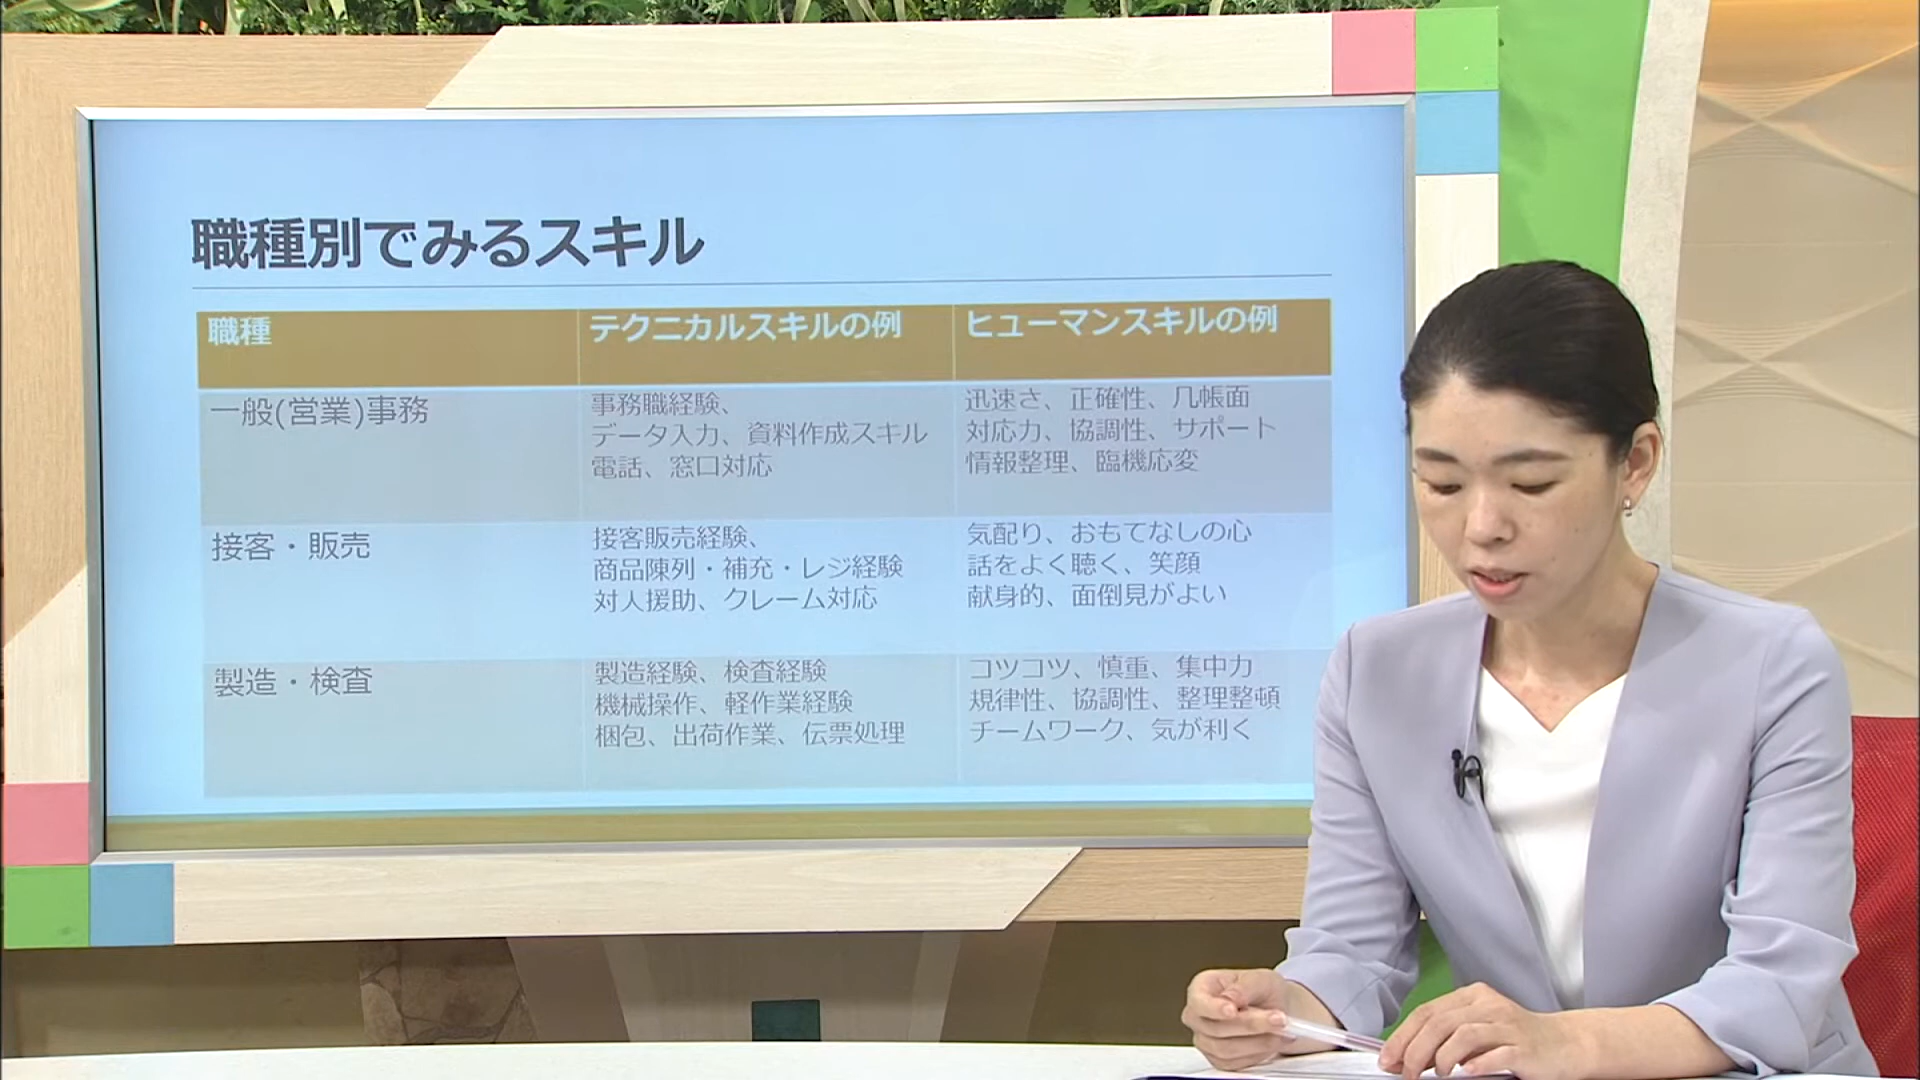 職種別でみるスキル
職種
テクニカルスキルの例
ヒューマンスキルの例
一般(営業)事務
事務職経験、
データ入力、資料作成スキル
電話、窓口対応
迅速さ、正確性、几帳面
対応力、協調性、サポート
情報整理、臨機応変
接客・販売
接客販売経験、
商品陳列・補充・レジ経験
対人援助、クレーム対応
気配り、おもてなしの心
話をよく聴く、笑顔
献身的、面倒見がよい
製造・検査
製造経験、検査経験
機械操作、軽作業経験
梱包、出荷作業、伝票処理
コツコツ、慎重、集中力
規律性、協調性、整理整頓
チームワーク、気が利く